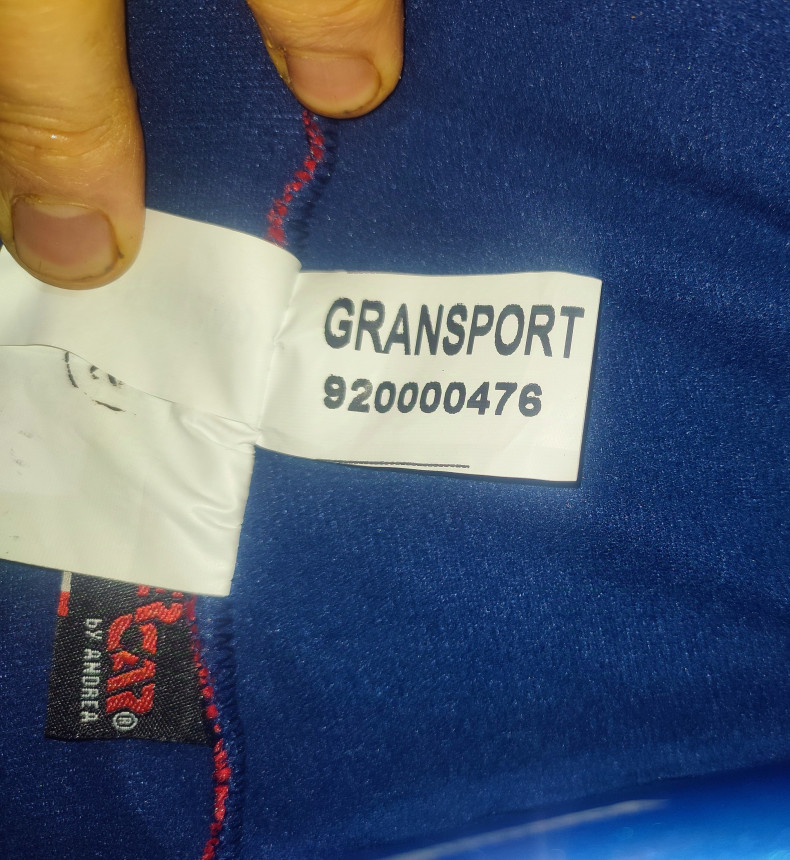 GRANSPORT
920000476
by ANDREA